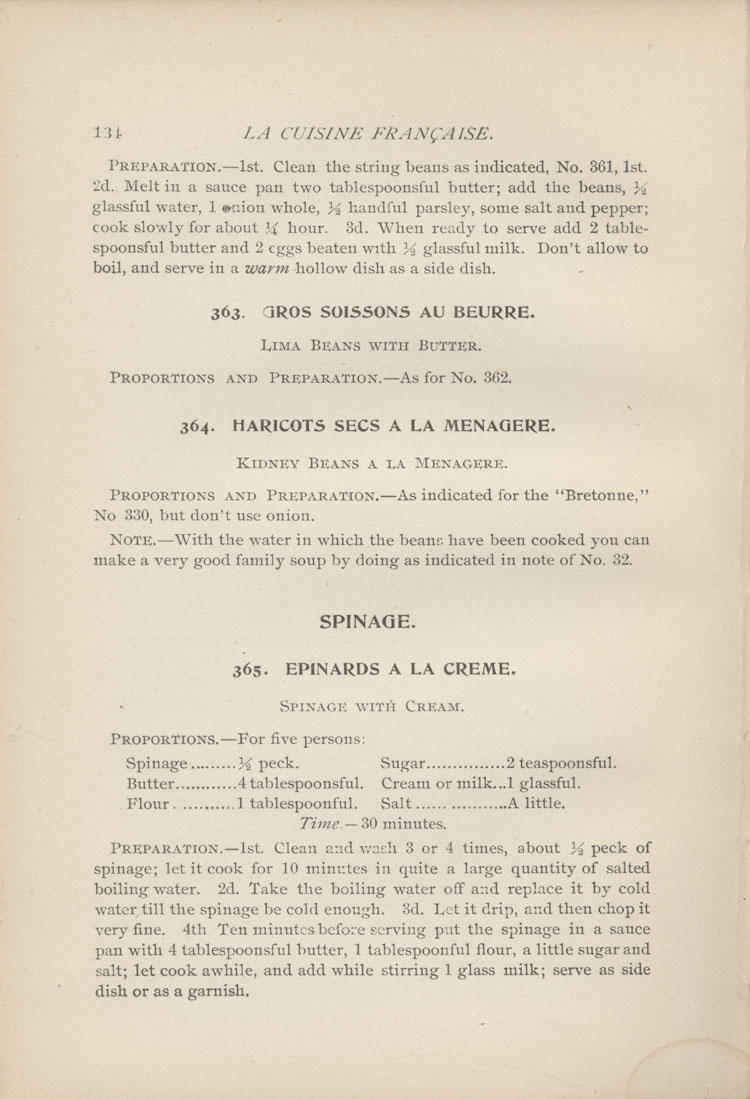 134 LA CUISINE FRANÇAISE.
PREPARATION.—1st. Clean the string beans as indicated, No. 361, 1st.
2d. Melt in a sauce pan two tablespoonsful butter; add the beans, ½
glassful water, 1 onion whole, ½ handful parsley, some salt and pepper;
cook slowly for about ¼ hour. 3d. When ready to serve add 2 table-
spoonsful butter and 2 eggs beaten with ½ glassful milk. Don't allow to
boil, and serve in a warm hollow dish as a side dish.
363. GROS SOISSONS AU BEURRE.
LIMA BEANS WITH BUTTER.
PROPORTIONS AND PREPARATION.—As for No. 362.
364. HARICOTS SECS A LA MENAGERE.
KIDNEY BEANS A LA MENAGERE.
PROPORTIONS AND PREPARATION.—As indicated for the "Bretonne,"
No 330, but don't use onion.
NOTE.—With the water in which the beans have been cooked you can
make a very good family soup by doing as indicated in note of No. 32.
SPINAGE.
365. EPINARDS A LA CREME.
SPINAGE WITH CREAM.
PROPORTIONS.—For five persons:
Spinage.........½ peck. Sugar...............2 teaspoonsful.
Butter............4 tablespoonsful. Cream or milk...1 glassful.
Flour. ..........1 tablespoonful. Salt...... ...........A little.
Time.—30 minutes.
PREPARATION.—1st. Clean and wash 3 or 4 times, about ½ peck of
spinage; let it cook for 10 minutes in quite a large quantity of salted
boiling water. 2d. Take the boiling water off and replace it by cold
water till the spinage be cold enough. 3d. Let it drip, and then chop it
very fine. 4th Ten minutes before serving put the spinage in a sauce
pan with 4 tablespoonsful butter, 1 tablespoonful flour, a little sugar and
salt; let cook awhile, and add while stirring 1 glass milk; serve as side
dish or as a garnish.